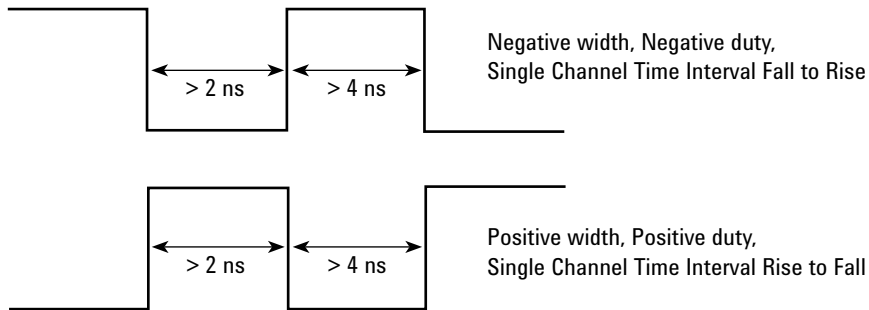 Negative width, Negative duty,
Single Channel Time Interval Fall to Rise
> 2 ns
> 4 ns
Positive width, Positive duty,
Single Channel Time Interval Rise to Fall
> 2 ns
> 4 ns